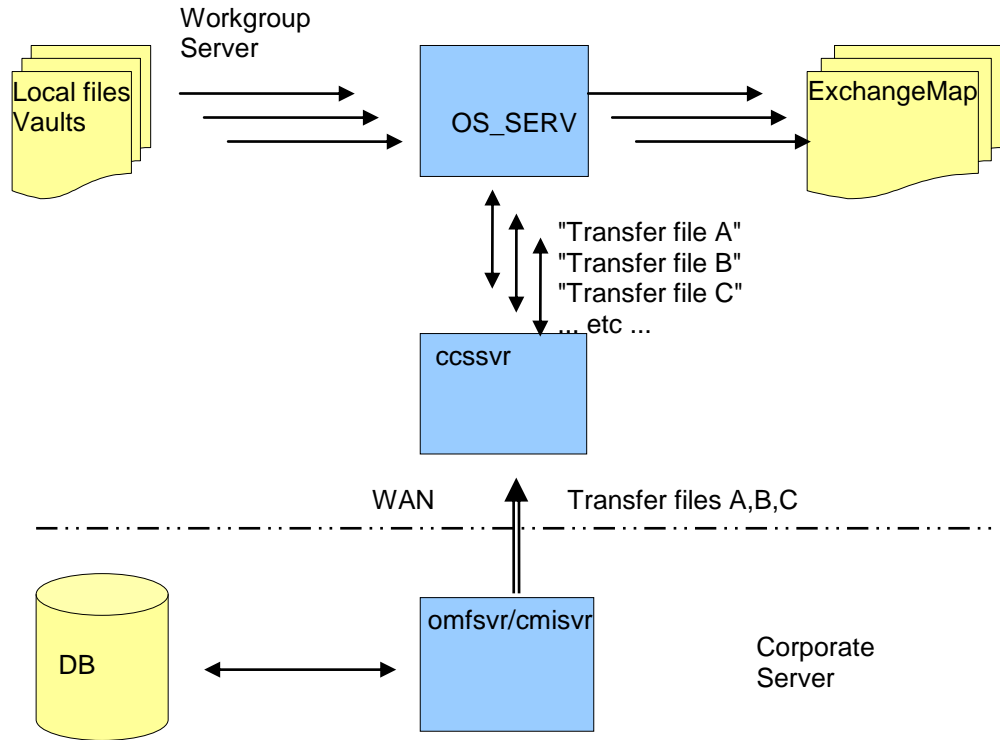 Workgroup
Server
Local files
Vaults
OS_SERV
ExchangeMap
"Transfer file A"
"Transfer file B"
"Transfer file C"
... etc ...
ccssvr
WAN
Transfer files A,B,C
omfsvr/cmisvr
DB
Corporate
Server